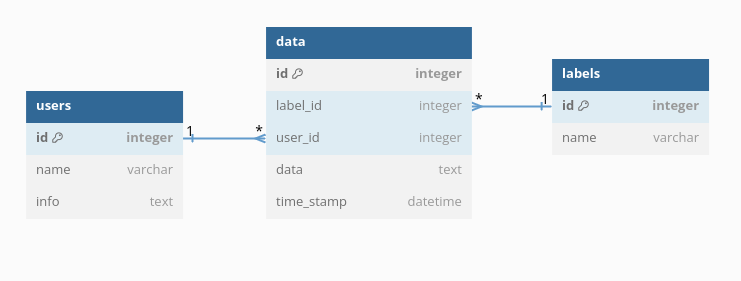 users
id integer
name varchar
info text
1
*
data
id integer
label_id integer
user_id integer
data text
time_stamp datetime
*
1
labels
id integer
name varchar